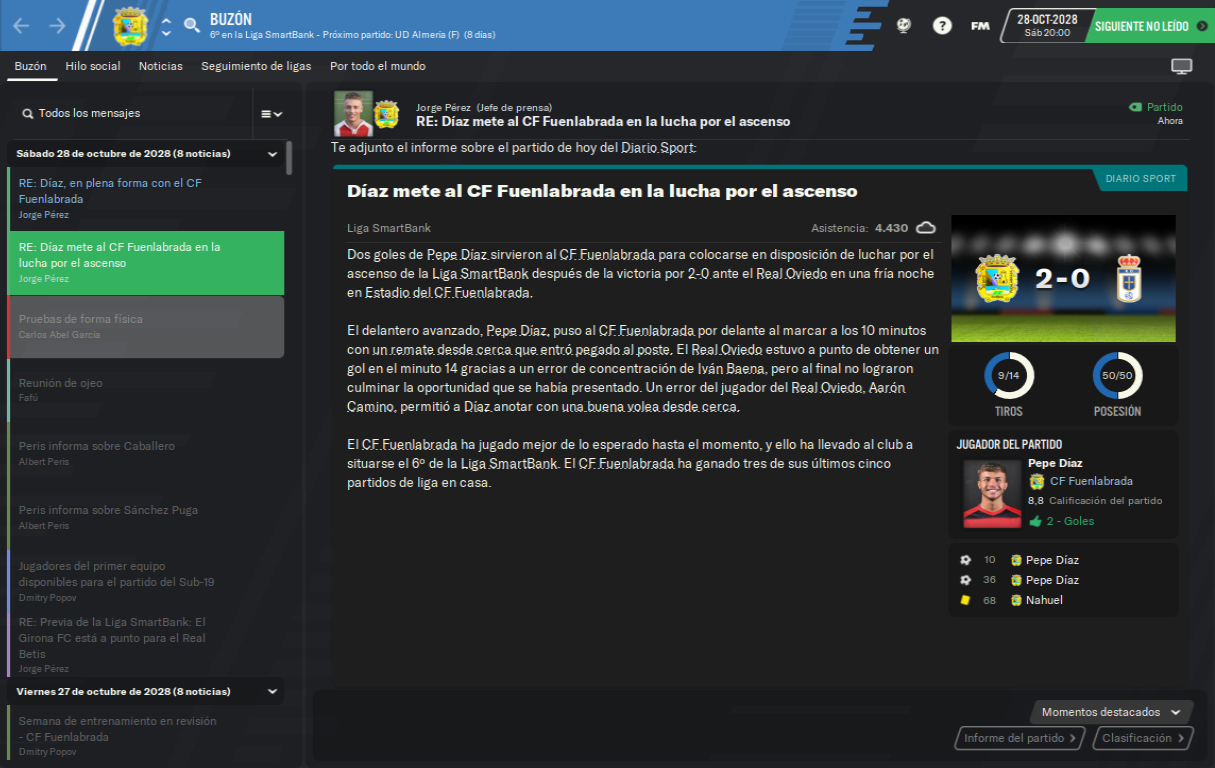 BUZÓN
6º en la Liga SmartBank - Próximo partido: UD Almería (F) (8 días)
?
FM
28-OCT-2028
Sáb 20:00
SIGUIENTE NO LEÍDO
Buzón Hilo social Noticias Seguimiento de ligas Por todo el mundo
Todos los mensajes
Sábado 28 de octubre de 2028 (8 noticias)
RE: Díaz, en plena forma con el CF
Fuenlabrada
Jorge Pérez
RE: Díaz mete al CF Fuenlabrada en la
lucha por el ascenso
Jorge Pérez
Pruebas de forma física
Carlos Abel García
Reunión de ojeo
Fafú
Peris informa sobre Caballero
Albert Peris
Peris informa sobre Sánchez Puga
Albert Peris
Jugadores del primer equipo
disponibles para el partido del Sub-19
Dmitry Popov
RE: Previa de la Liga SmartBank: El
Girona FC está a punto para el Real
Betis
Jorge Pérez
Viernes 27 de octubre de 2028 (8 noticias)
Semana de entrenamiento en revisión
- CF Fuenlabrada
Dmitry Popov
Jorge Pérez (Jefe de prensa)
RE: Díaz mete al CF Fuenlabrada en la lucha por el ascenso
Partido
Ahora
Te adjunto el informe sobre el partido de hoy del Diario Sport:
DIARIO SPORT
Díaz mete al CF Fuenlabrada en la lucha por el ascenso
Liga SmartBank
Asistencia: 4.430
Dos goles de Pepe Díaz sirvieron al CF Fuenlabrada para colocarse en disposición de luchar por el
ascenso de la Liga SmartBank después de la victoria por 2-0 ante el Real Oviedo en una fría noche
en Estadio del CF Fuenlabrada.
El delantero avanzado, Pepe Díaz, puso al CF Fuenlabrada por delante al marcar a los 10 minutos
con un remate desde cerca que entró pegado al poste. El Real Oviedo estuvo a punto de obtener un
gol en el minuto 14 gracias a un error de concentración de Iván Baena, pero al final no lograron
culminar la oportunidad que se había presentado. Un error del jugador del Real Oviedo, Aarón
Camino, permitió a Díaz anotar con una buena volea desde cerca.
El CF Fuenlabrada ha jugado mejor de lo esperado hasta el momento, y ello ha llevado al club a
situarse el 6º de la Liga SmartBank. El CF Fuenlabrada ha ganado tres de sus últimos cinco
partidos de liga en casa.
2-0
9/14
50/50
TIROS
POSESIÓN
JUGADOR DEL PARTIDO
Pepe Díaz
CF Fuenlabrada
8,8 Calificación del partido
2 - Goles
10 Pepe Díaz
36 Pepe Díaz
68 Nahuel
Momentos destacados
Informe del partido
Clasificación